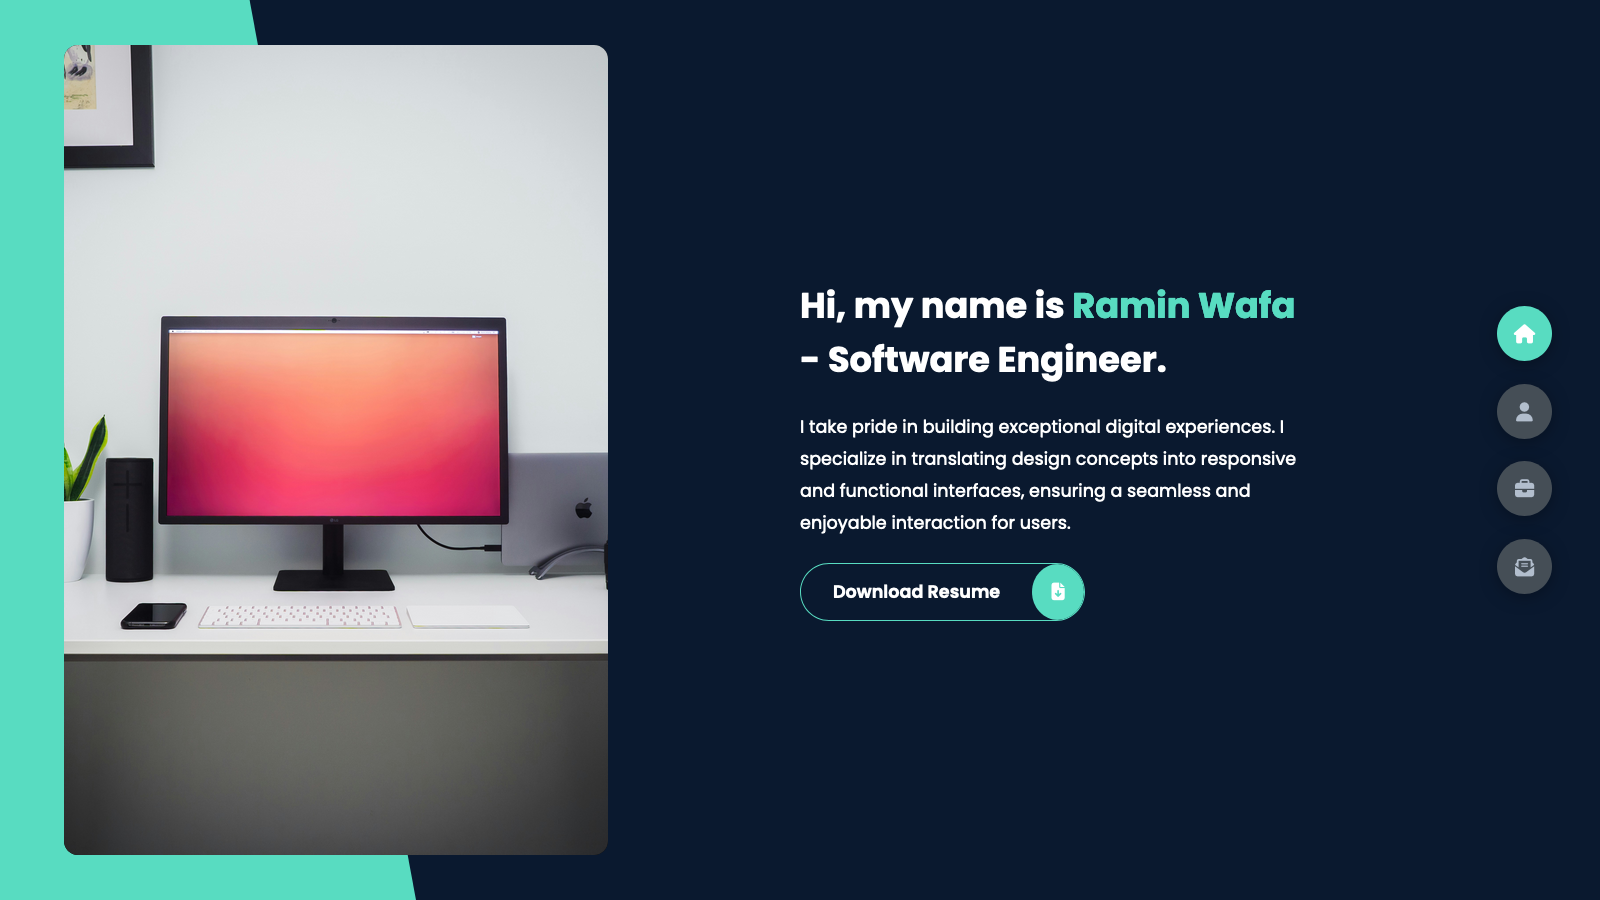 Hi, my name is Ramin Wafa
- Software Engineer.
I take pride in building exceptional digital experiences. I
specialize in translating design concepts into responsive
and functional interfaces, ensuring a seamless and
enjoyable interaction for users.
Download Resume